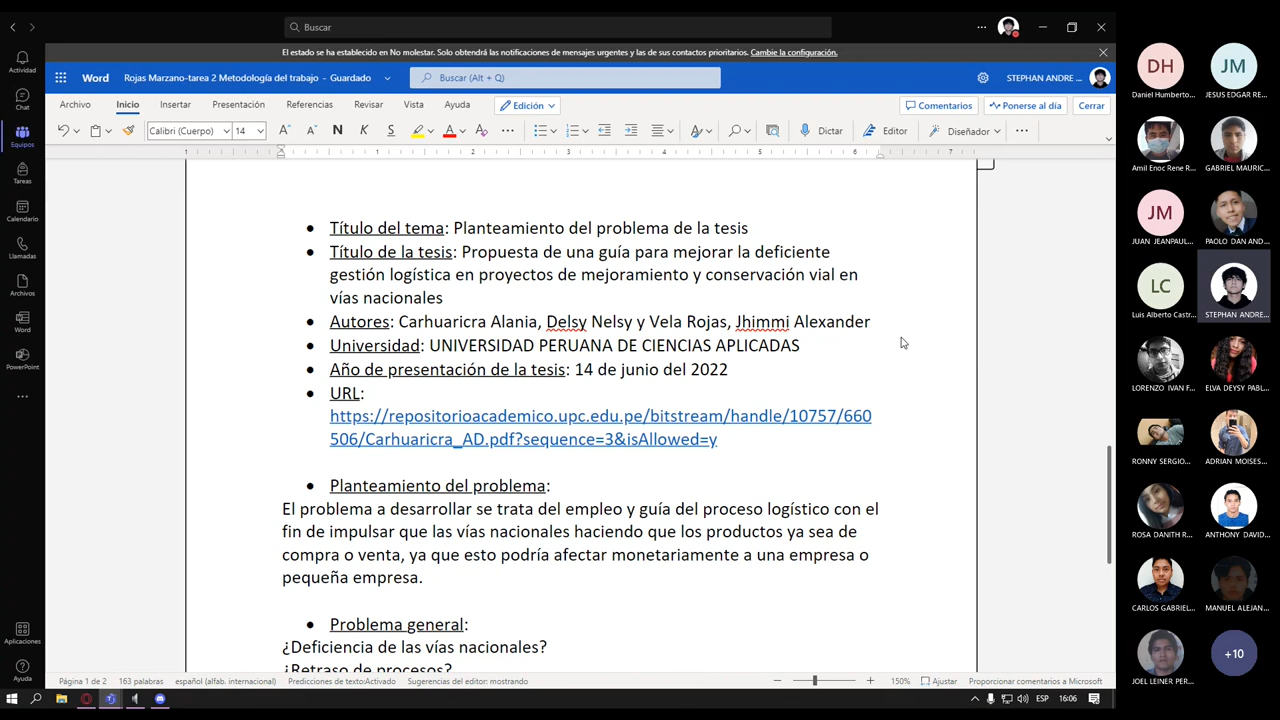 Buscar
El estado se ha establecido en No molestar. Solo obtendrá las notificaciones de mensajes urgentes y las de sus contactos prioritarios. Cambie la configuración.
Word Rojas Marzano-tarea 2 Metodología del trabajo - Guardado Buscar (Alt + Q) STEPHAN ANDRE ...
Archivo Inicio Insertar Presentación Referencias Revisar Vista Ayuda Edición Comentarios Ponerse al día Cerrar
Calibri (Cuerpo) 14 N K S A Dictar Editor Diseñador
1 1 2 3 4 5 6 7
Actividad
Chat
Equipos
Tareas
Calendario
Llamadas
Archivos
Word
PowerPoint
Aplicaciones
Ayuda
• Título del tema: Planteamiento del problema de la tesis
• Título de la tesis: Propuesta de una guía para mejorar la deficiente
gestión logística en proyectos de mejoramiento y conservación vial en
vías nacionales
• Autores: Carhuaricra Alania, Delsy Nelsy y Vela Rojas, Jhimmi Alexander
• Universidad: UNIVERSIDAD PERUANA DE CIENCIAS APLICADAS
• Año de presentación de la tesis: 14 de junio del 2022
• URL:
https://repositorioacademico.upc.edu.pe/bitstream/handle/10757/660
506/Carhuaricra_AD.pdf?sequence=3&isAllowed=y
• Planteamiento del problema:
El problema a desarrollar se trata del empleo y guía del proceso logístico con el
fin de impulsar que las vías nacionales haciendo que los productos ya sea de
compra o venta, ya que esto podría afectar monetariamente a una empresa o
pequeña empresa.
• Problema general:
¿Deficiencia de las vías nacionales?
¿Retraso de procesos?
Página 1 de 2 163 palabras español (alfab. internacional) Predicciones de texto:Activado Sugerencias del editor: mostrando 150% Ajustar Proporcionar comentarios a Microsoft
ESP 16:06
DH JM
Daniel Humberto... JESUS EDGAR RE...
Amil Enoc Rene R... GABRIEL MAURIC...
JM
JUAN JEANPAUL... PAOLO DAN AND...
LC
Luis Alberto Castr... STEPHAN ANDRE...
LORENZO IVAN F... ELVA DEYSY PABL...
RONNY SERGIO... ADRIAN MOISES...
ROSA DANITH R... ANTHONY DAVID...
CARLOS GABRIEL... MANUEL ALEJAN...
+10
JOEL LEINER PER...